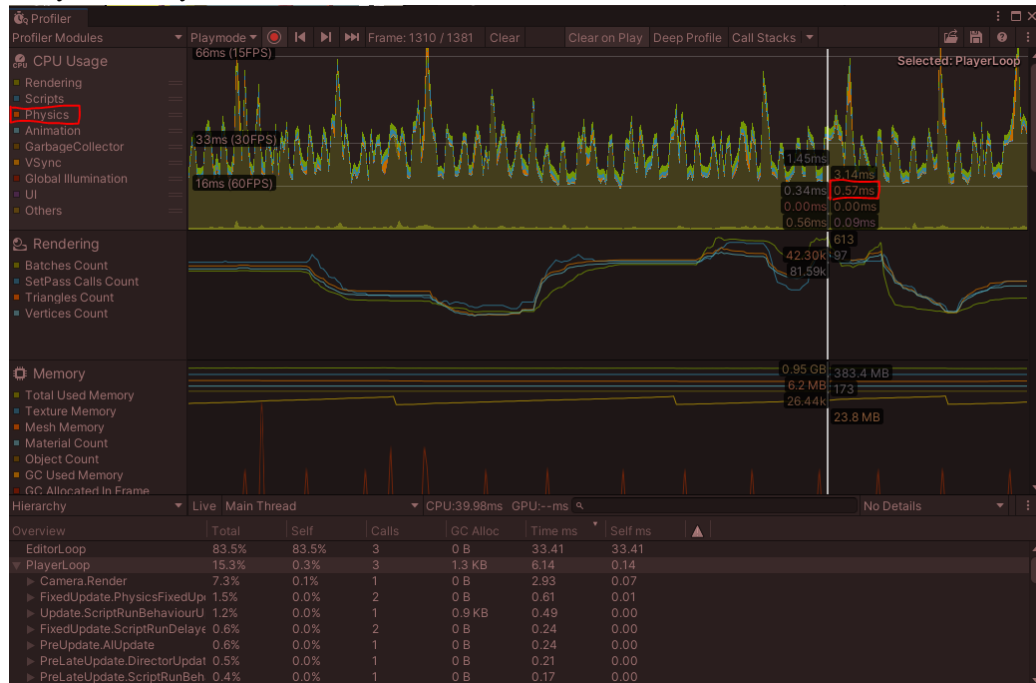 Profiler
Profiler Modules Playmode Frame: 1310 / 1381 Clear Clear on Play Deep Profile Call Stacks
CPU Usage
Rendering
Scripts
Physics
Animation
GarbageCollector
VSync
Global Illumination
UI
Others
66ms (15FPS)
33ms (30FPS)
16ms (60FPS)
Selected: PlayerLoop
1.45ms
3.14ms
0.34ms 0.57ms
0.00ms 0.00ms
0.56ms 0.09ms
Rendering
Batches Count
SetPass Calls Count
Triangles Count
Vertices Count
613
42.30k 97
81.59k
Memory
Total Used Memory
Texture Memory
Mesh Memory
Material Count
Object Count
GC Used Memory
GC Allocated In Frame
0.95 GB 383.4 MB
6.2 MB 173
26.44k
23.8 MB
Hierarchy Live Main Thread CPU:39.98ms GPU:--ms No Details
Overview Total Self Calls GC Alloc Time ms Self ms
EditorLoop 83.5% 83.5% 3 0 B 33.41 33.41
PlayerLoop 15.3% 0.3% 3 1.3 KB 6.14 0.14
Camera.Render 7.3% 0.1% 1 0 B 2.93 0.07
FixedUpdate.PhysicsFixedUp 1.5% 0.0% 2 0 B 0.61 0.01
Update.ScriptRunBehaviourU 1.2% 0.0% 1 0.9 KB 0.49 0.00
FixedUpdate.ScriptRunDelaye 0.6% 0.0% 2 0 B 0.24 0.00
PreUpdate.AIUpdate 0.6% 0.0% 1 0 B 0.24 0.00
PreLateUpdate.DirectorUpdat 0.5% 0.0% 1 0 B 0.21 0.00
PreLateUpdate.ScriptRunBeh 0.4% 0.0% 1 0 B 0.17 0.00